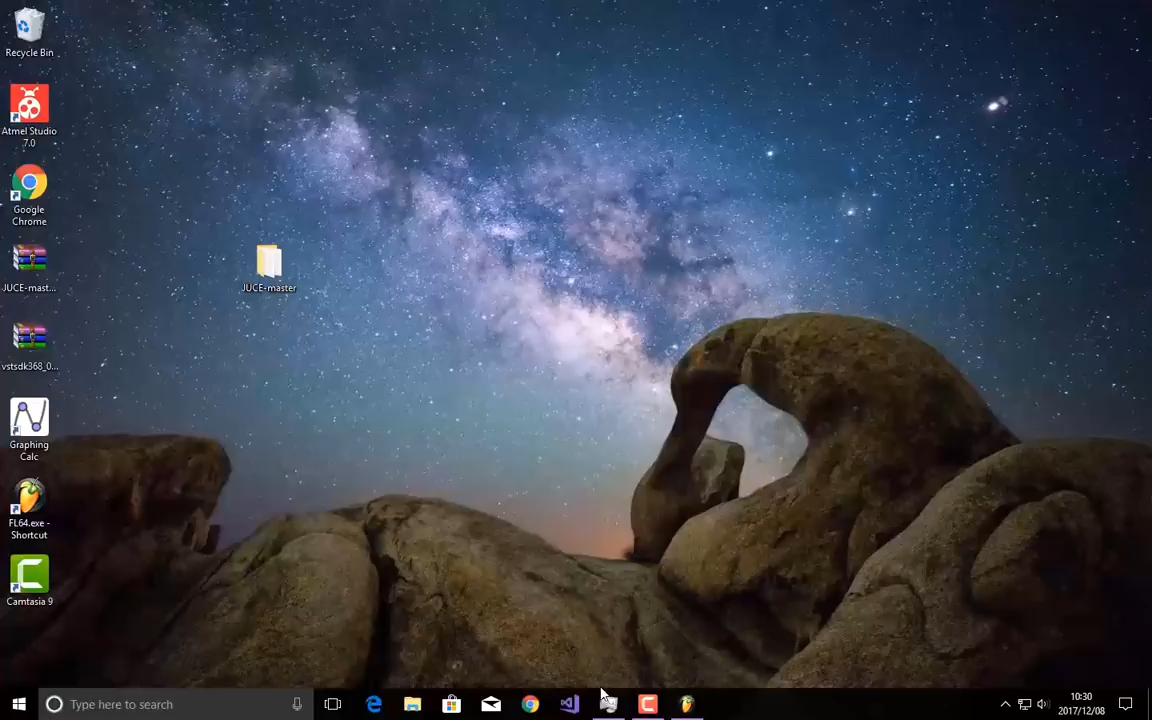 Recycle Bin
Atmel Studio
7.0
Google
Chrome
JUCE-mast...
vstsdk368_0...
Graphing
Calc
FL64.exe -
Shortcut
Camtasia 9
JUCE-master
Type here to search
10:30
2017/12/08